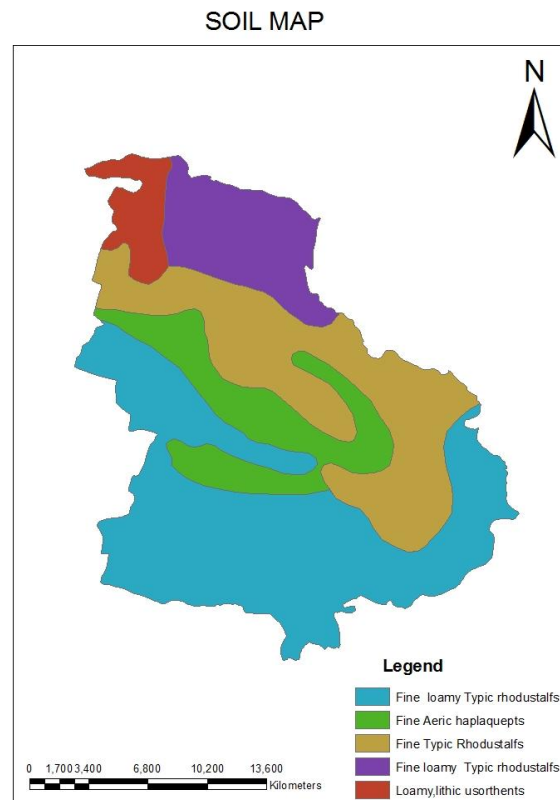 SOIL MAP
N
Legend
Fine loamy Typic rhodustalfs
Fine Aeric haplaquepts
Fine Typic Rhodustalfs
Fine loamy Typic rhodustalfs
Loamy,lithic usorthents
0 1,700 3,400 6,800 10,200 13,600
Kilometers